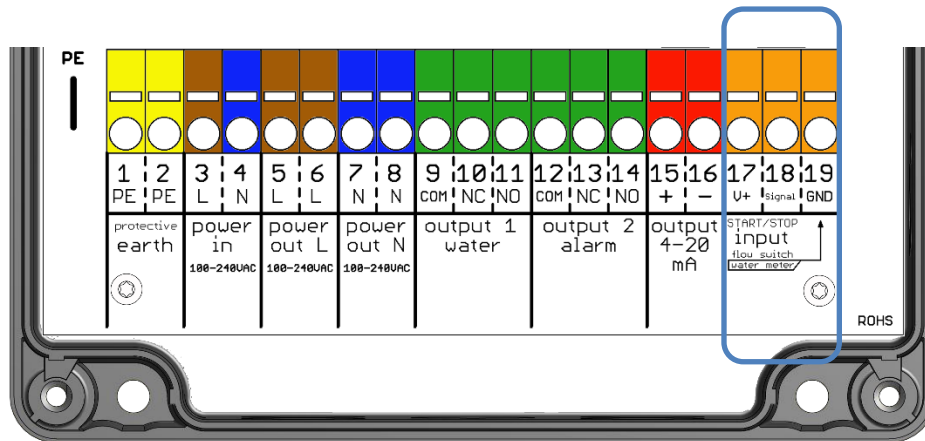 PE
1 2 3 4 5 6 7 8 9 10 11 12 13 14 15 16 17 18 19
PE PE L N L L N N COM NC NO COM NC NO + − V+ Signal GND
protective earth
power in
100-240VAC
power out L
100-240VAC
power out N
100-240VAC
output 1
water
output 2
alarm
output
4-20
mA
START/STOP
input
flow switch
water meter
ROHS